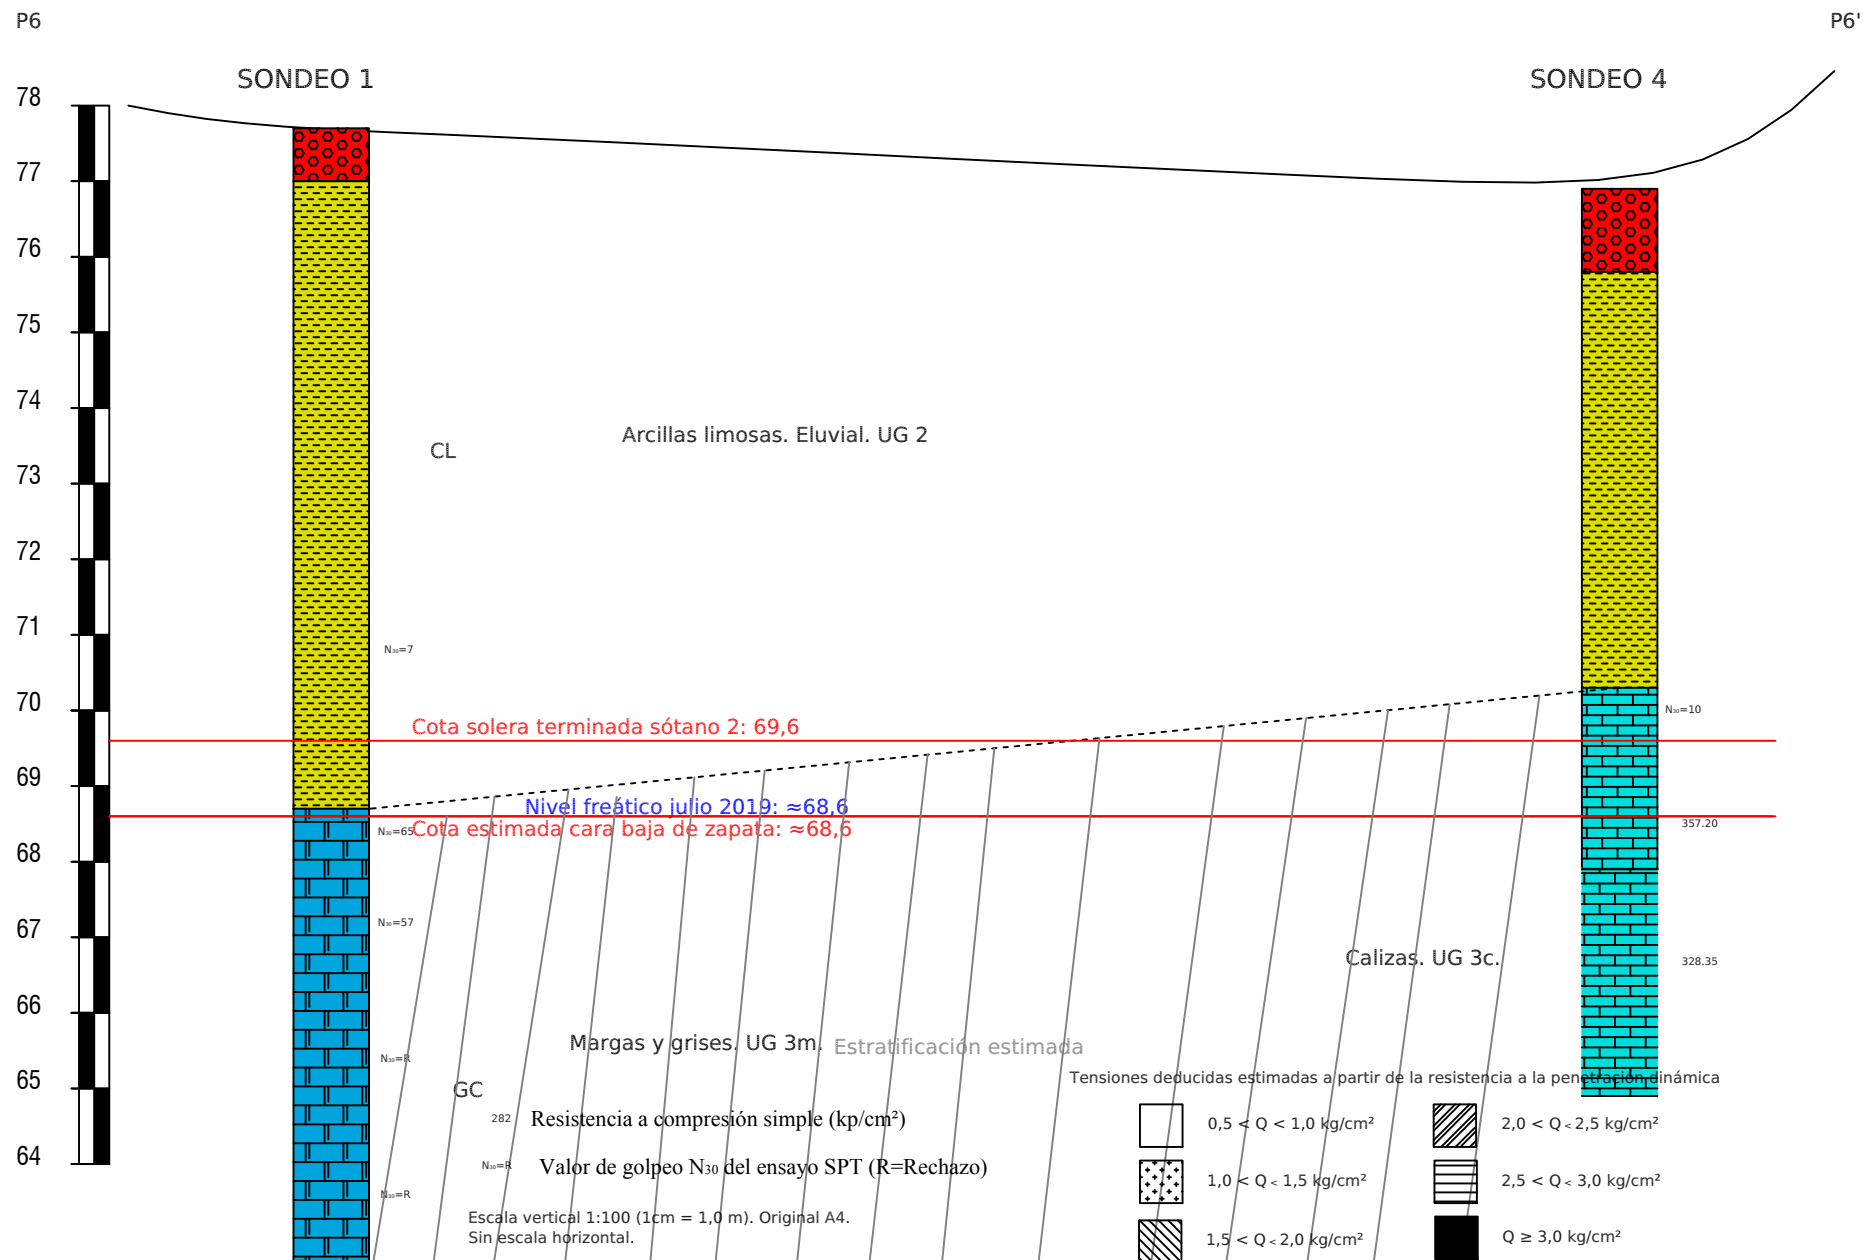 P6
P6'
SONDEO 1
SONDEO 4
78
77
76
75
74
73
72
71
70
69
68
67
66
65
64
Arcillas limosas. Eluvial. UG 2
CL
N₃₀=7
N₃₀=10
Cota solera terminada sótano 2: 69,6
Nivel freático julio 2019: ≈68,6
Cota estimada cara baja de zapata: ≈68,6
N₃₀=65
357.20
N₃₀=57
Calizas. UG 3c.
328.35
Margas y grises. UG 3m.
Estratificación estimada
N₃₀=R
GC
Tensiones deducidas estimadas a partir de la resistencia a la penetración dinámica
282 Resistencia a compresión simple (kp/cm²)
0,5 < Q < 1,0 kg/cm²
2,0 < Q < 2,5 kg/cm²
N₃₀=R Valor de golpeo N₃₀ del ensayo SPT (R=Rechazo)
1,0 < Q < 1,5 kg/cm²
2,5 < Q < 3,0 kg/cm²
N₃₀=R
Escala vertical 1:100 (1cm = 1,0 m). Original A4.
Sin escala horizontal.
1,5 < Q < 2,0 kg/cm²
Q ≥ 3,0 kg/cm²